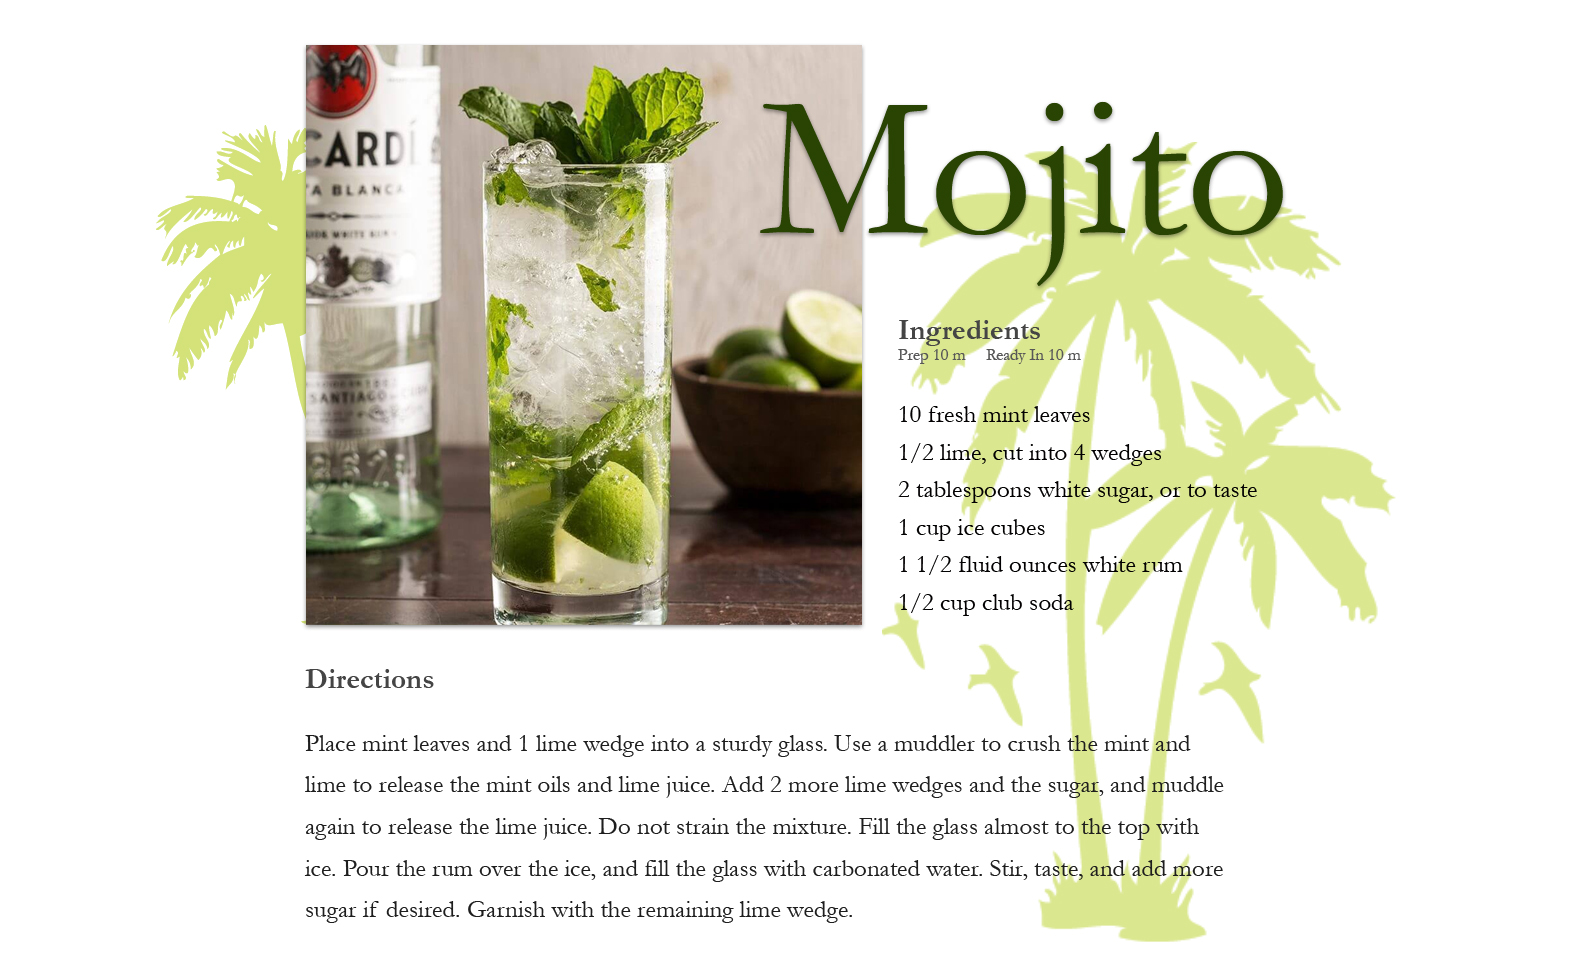 Mojito
CARDÍ
TA BLANCA
SANTIAGO DE
1862
Ingredients
Prep 10 m Ready In 10 m
10 fresh mint leaves
1/2 lime, cut into 4 wedges
2 tablespoons white sugar, or to taste
1 cup ice cubes
1 1/2 fluid ounces white rum
1/2 cup club soda
Directions
Place mint leaves and 1 lime wedge into a sturdy glass. Use a muddler to crush the mint and
lime to release the mint oils and lime juice. Add 2 more lime wedges and the sugar, and muddle
again to release the lime juice. Do not strain the mixture. Fill the glass almost to the top with
ice. Pour the rum over the ice, and fill the glass with carbonated water. Stir, taste, and add more
sugar if desired. Garnish with the remaining lime wedge.